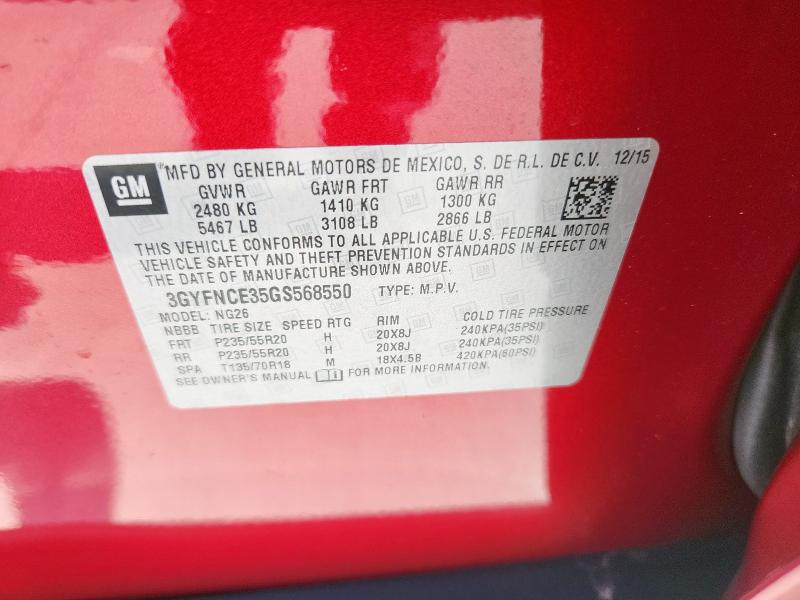 GM
®MFD BY GENERAL MOTORS DE MEXICO, S. DE R.L. DE C.V. 12/15
GVWR GAWR FRT GAWR RR
2480 KG 1410 KG 1300 KG
5467 LB 3108 LB 2866 LB
THIS VEHICLE CONFORMS TO ALL APPLICABLE U.S. FEDERAL MOTOR
VEHICLE SAFETY AND THEFT PREVENTION STANDARDS IN EFFECT ON
THE DATE OF MANUFACTURE SHOWN ABOVE.
3GYFNCE35GS568550 TYPE: M.P.V.
MODEL: NG26
NBBB TIRE SIZE SPEED RTG RIM COLD TIRE PRESSURE
FRT P235/55R20 H 20X8J 240KPA(35PSI)
RR P235/55R20 H 20X8J 240KPA(35PSI)
SPA T135/70R18 M 18X4.5B 420KPA(60PSI)
SEE OWNER'S MANUAL i FOR MORE INFORMATION.